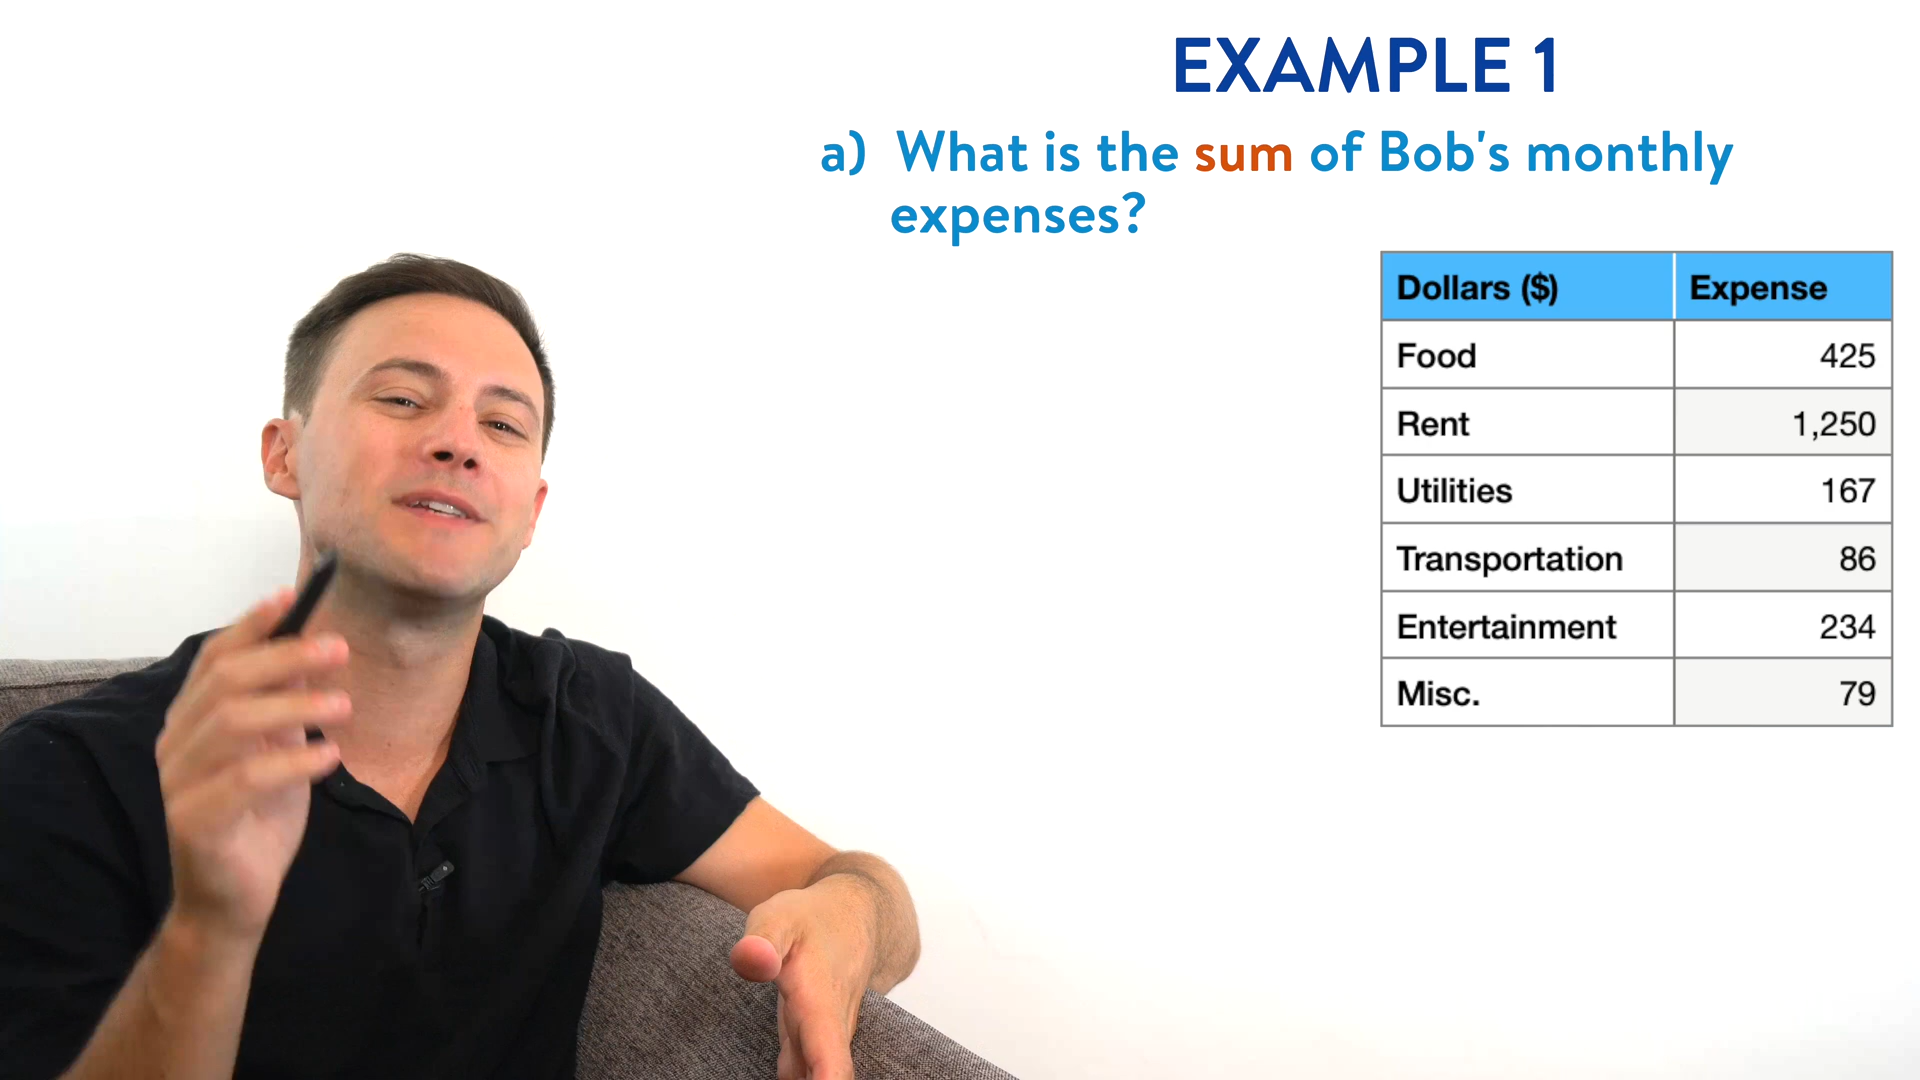 EXAMPLE 1
a) What is the sum of Bob's monthly
expenses?
Dollars ($) Expense
Food 425
Rent 1,250
Utilities 167
Transportation 86
Entertainment 234
Misc. 79